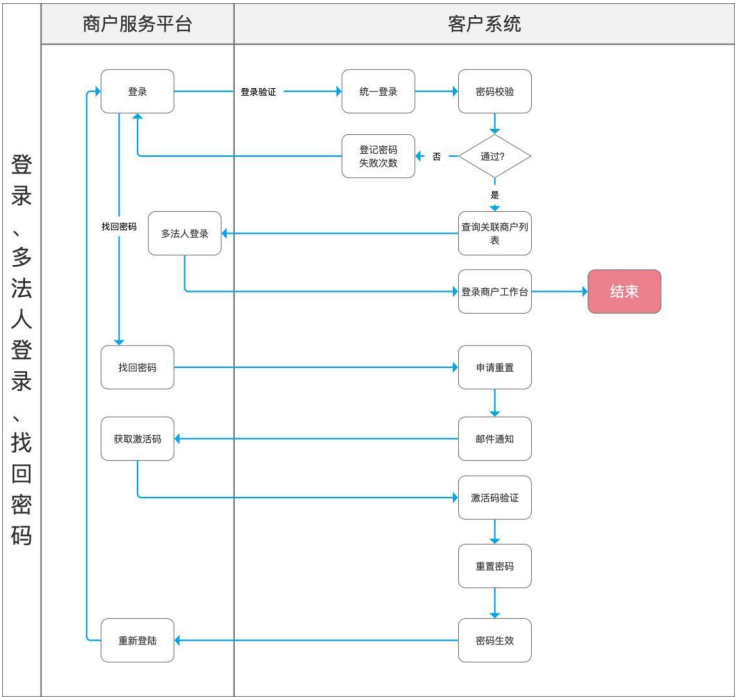 商户服务平台
客户系统
登录、多法人登录、找回密码
登录
登录验证
统一登录
密码校验
登记密码
失败次数
否
通过?
是
找回密码
多法人登录
查询关联商户列
表
登录商户工作台
结束
找回密码
申请重置
获取激活码
邮件通知
激活码验证
重置密码
重新登陆
密码生效